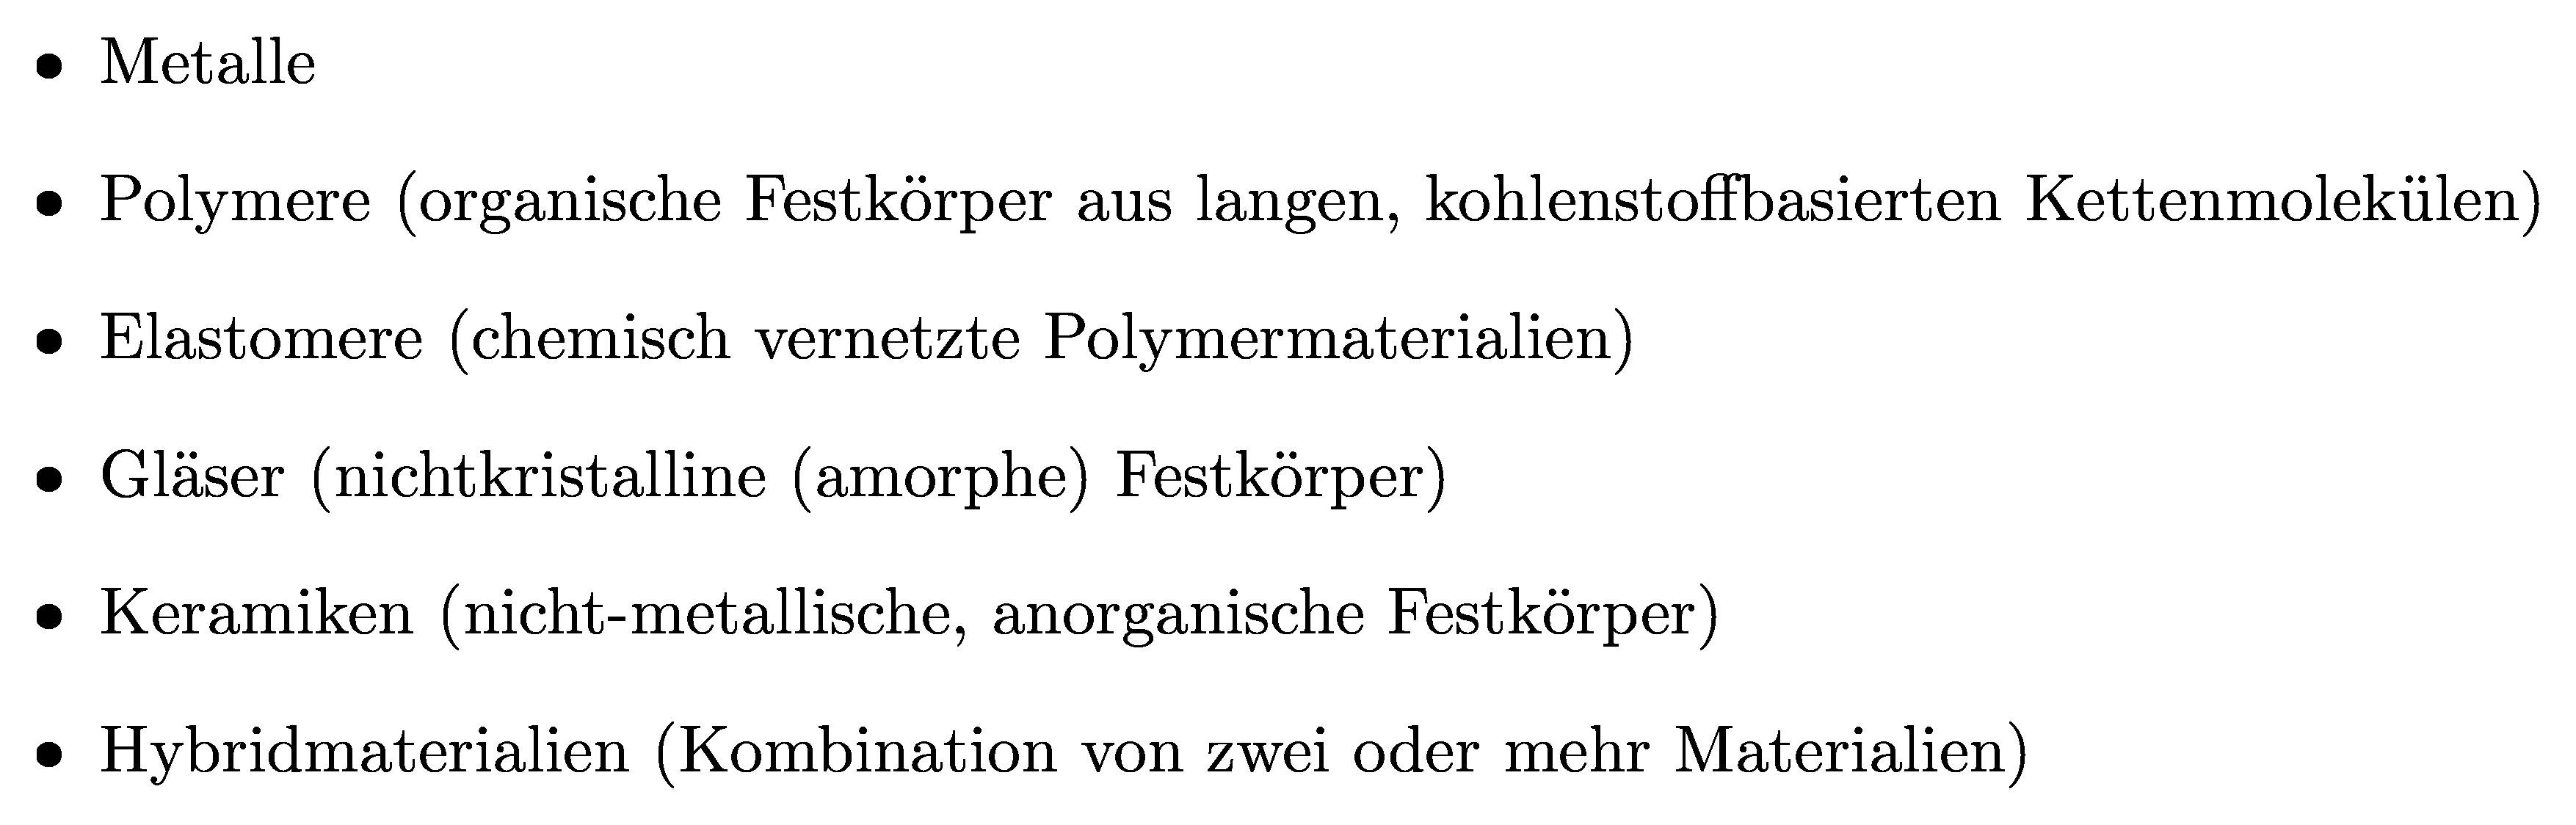 • Metalle
• Polymere (organische Festkörper aus langen, kohlenstoffbasierten Kettenmolekülen)
• Elastomere (chemisch vernetzte Polymermaterialien)
• Gläser (nichtkristalline (amorphe) Festkörper)
• Keramiken (nicht-metallische, anorganische Festkörper)
• Hybridmaterialien (Kombination von zwei oder mehr Materialien)